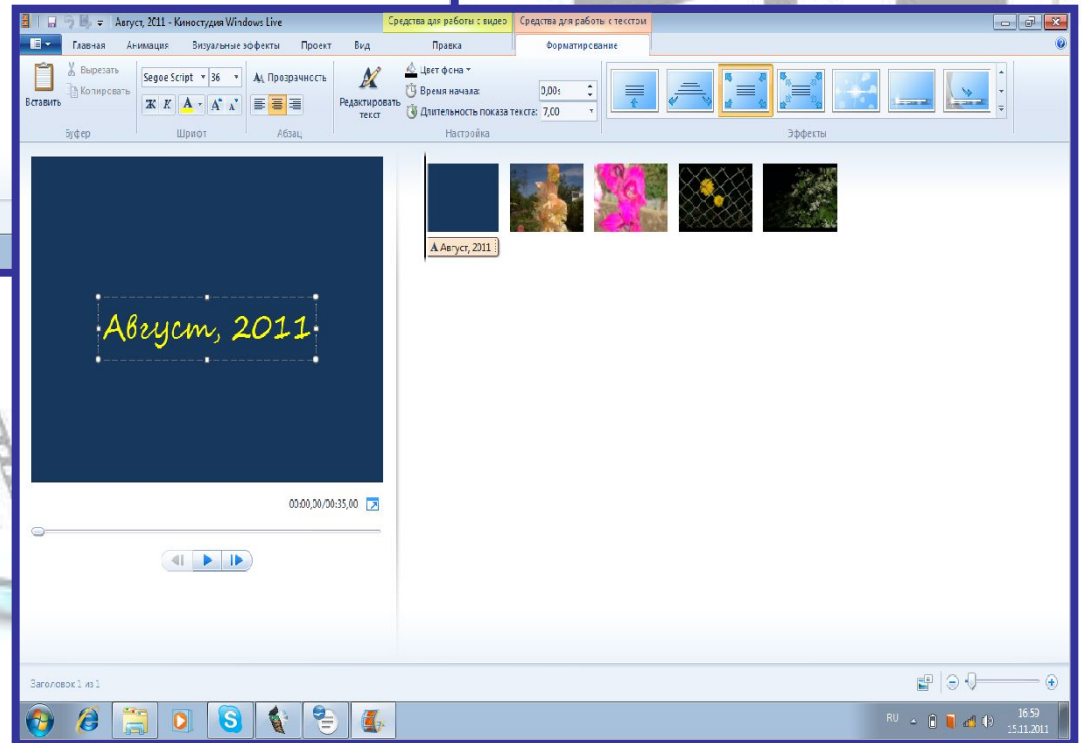 Август, 2011 - Киностудия Windows Live
Средства для работы с видео
Средства для работы с текстом
Главная
Анимация
Визуальные эффекты
Проект
Вид
Правка
Форматирование
Вставить
Вырезать
Копировать
Буфер
Segoe Script
36
Ж К А А А
Шрифт
Прозрачность
Абзац
Редактировать
текст
Цвет фона
Время начала:
0,00s
Длительность показа текста:
7,00
Настройка
Эффекты
А Август, 2011
Август, 2011
00:00,00/00:35,00
Заголовок 1 из 1
RU
16:59
15.11.2011